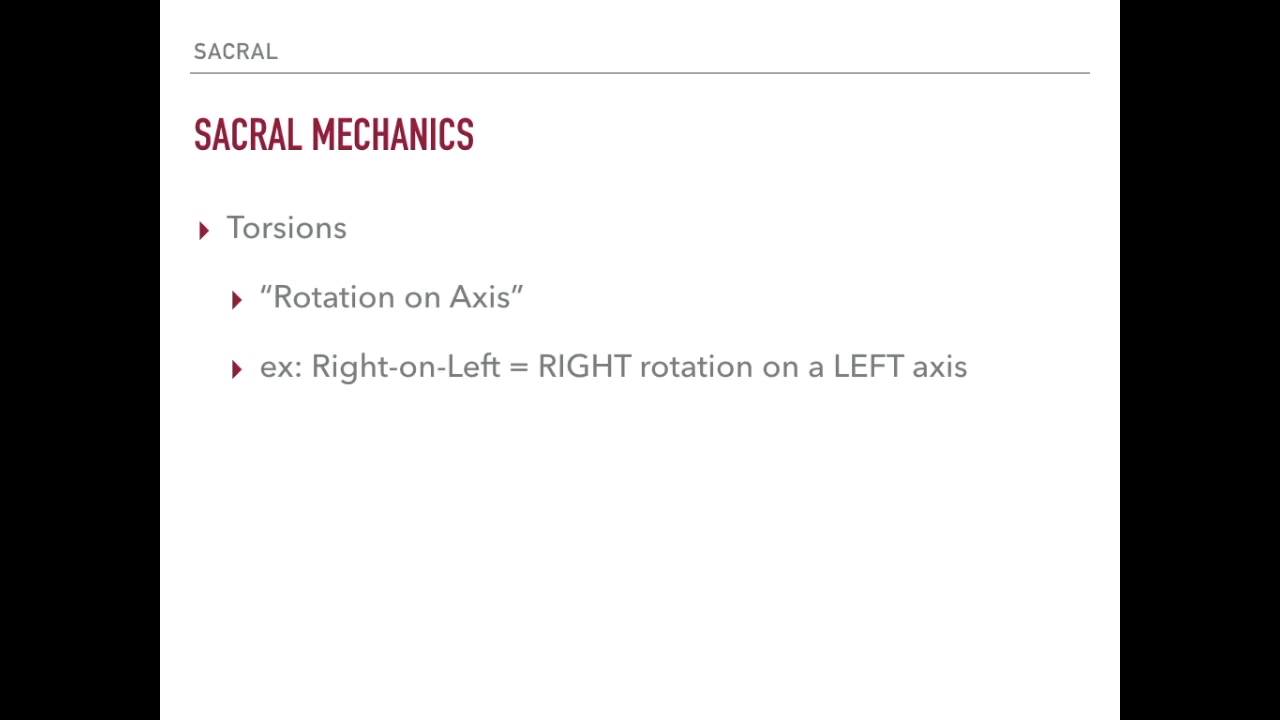 SACRAL
SACRAL MECHANICS
Torsions
“Rotation on Axis”
ex: Right-on-Left = RIGHT rotation on a LEFT axis